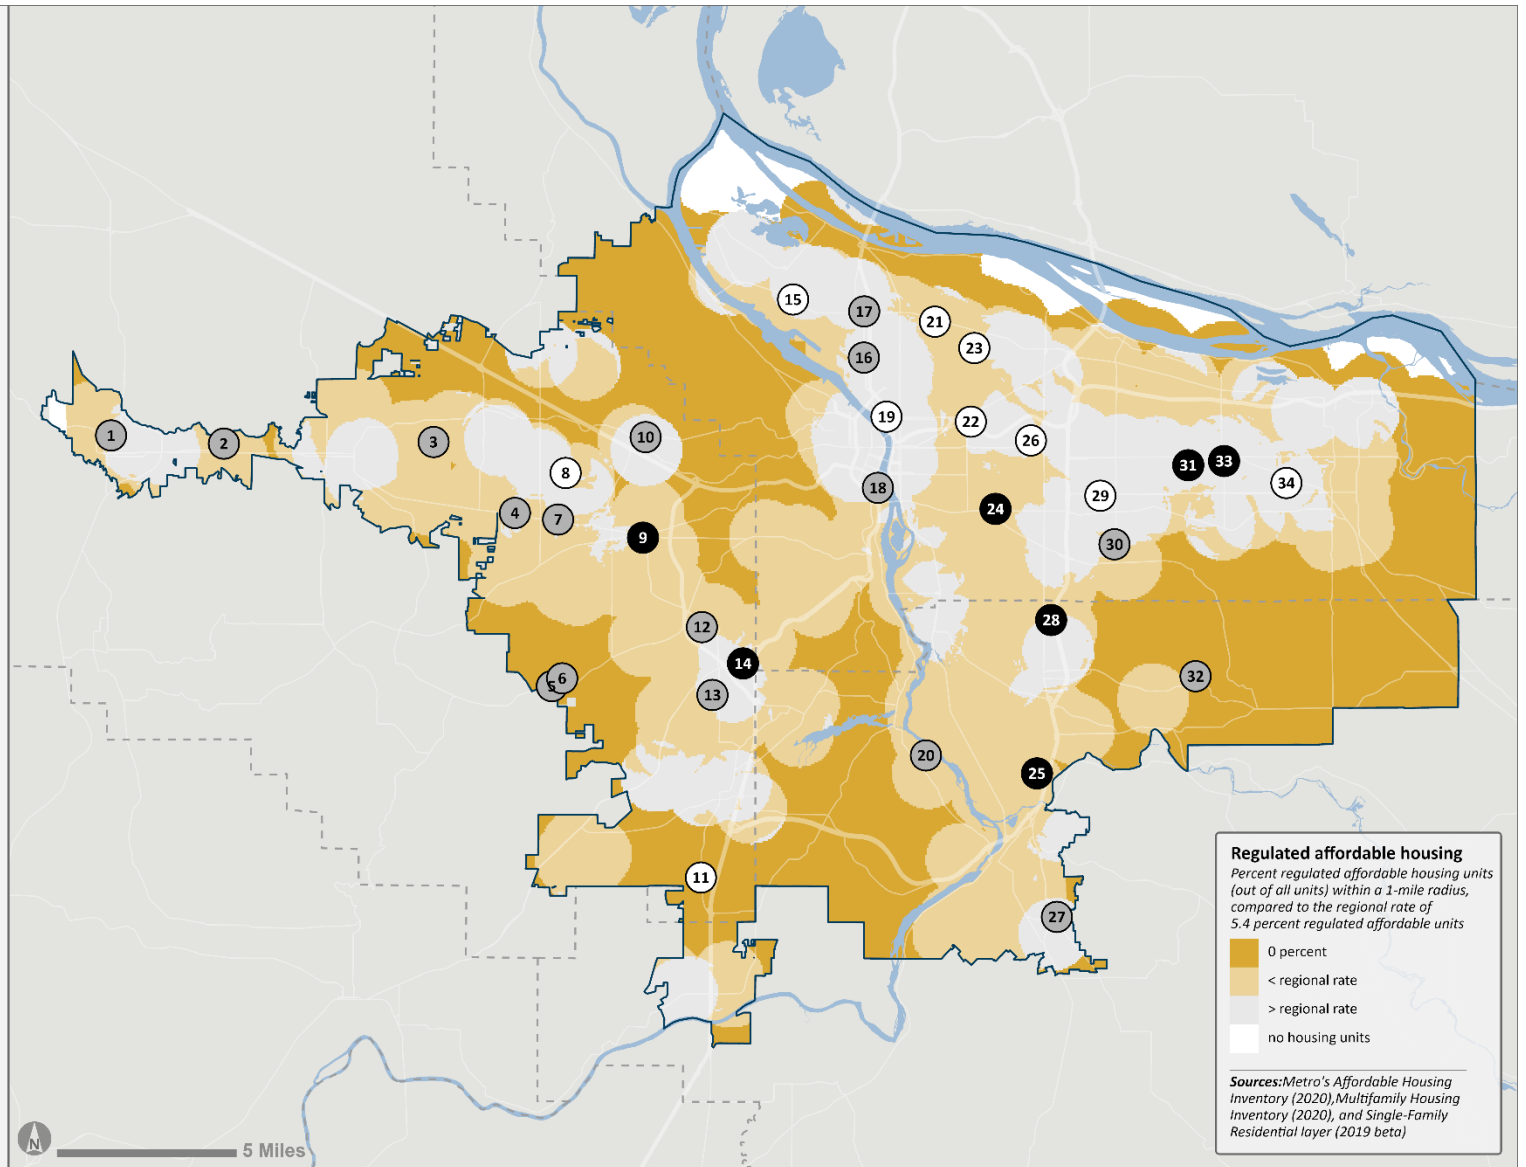 15
17
21
23
16
19
22
1
2
3
10
26
8
31
33
34
18
29
4
7
24
9
30
28
12
14
6
5
13
32
20
25
11
27
Regulated affordable housing
Percent regulated affordable housing units
(out of all units) within a 1-mile radius,
compared to the regional rate of
5.4 percent regulated affordable units
0 percent
< regional rate
> regional rate
no housing units
Sources:Metro's Affordable Housing
Inventory (2020),Multifamily Housing
Inventory (2020), and Single-Family
Residential layer (2019 beta)
N
5 Miles